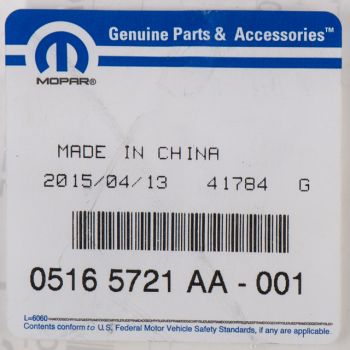 Genuine Parts & Accessories™
MOPAR®
MADE IN CHINA
2015/04/13 41784 G
0516 5721 AA - 001
L=6060
Contents conform to U.S. Federal Motor Vehicle Safety Standards, if any are applicable.